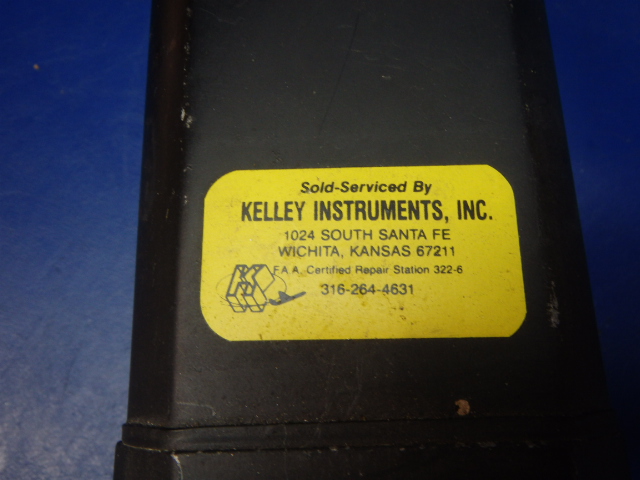 Sold-Serviced By
KELLEY INSTRUMENTS, INC.
1024 SOUTH SANTA FE
WICHITA, KANSAS 67211
F.A.A. Certified Repair Station 322-6
316-264-4631